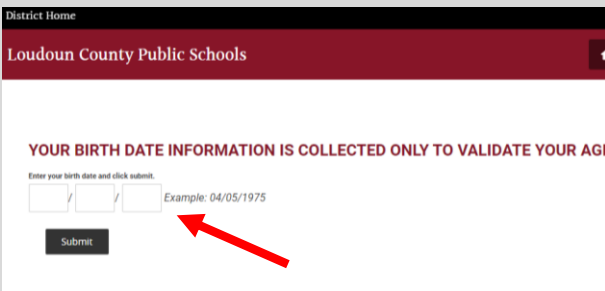 District Home
Loudoun County Public Schools
YOUR BIRTH DATE INFORMATION IS COLLECTED ONLY TO VALIDATE YOUR AG
Enter your birth date and click submit.
/ / Example: 04/05/1975
Submit